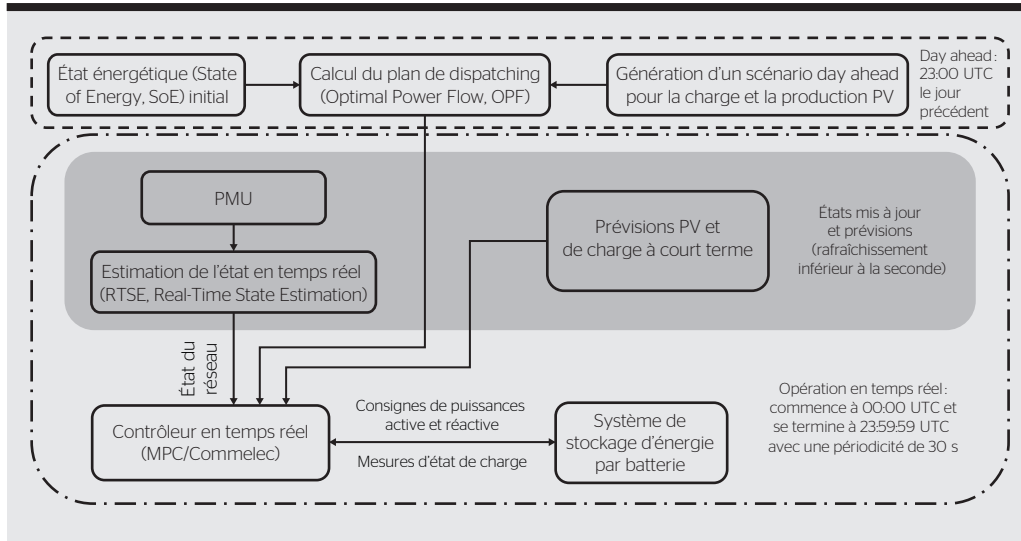 État énergétique (State
of Energy, SoE) initial
Calcul du plan de dispatching
(Optimal Power Flow, OPF)
Génération d'un scénario day ahead
pour la charge et la production PV
Day ahead:
23:00 UTC
le jour
précédent
PMU
Estimation de l'état en temps réel
(RTSE, Real-Time State Estimation)
Prévisions PV et
de charge à court terme
États mis à jour
et prévisions
(rafraîchissement
inférieur à la seconde)
État du
réseau
Contrôleur en temps réel
(MPC/Commelec)
Consignes de puissances
active et réactive
Mesures d'état de charge
Système de
stockage d'énergie
par batterie
Opération en temps réel:
commence à 00:00 UTC et
se termine à 23:59:59 UTC
avec une périodicité de 30 s